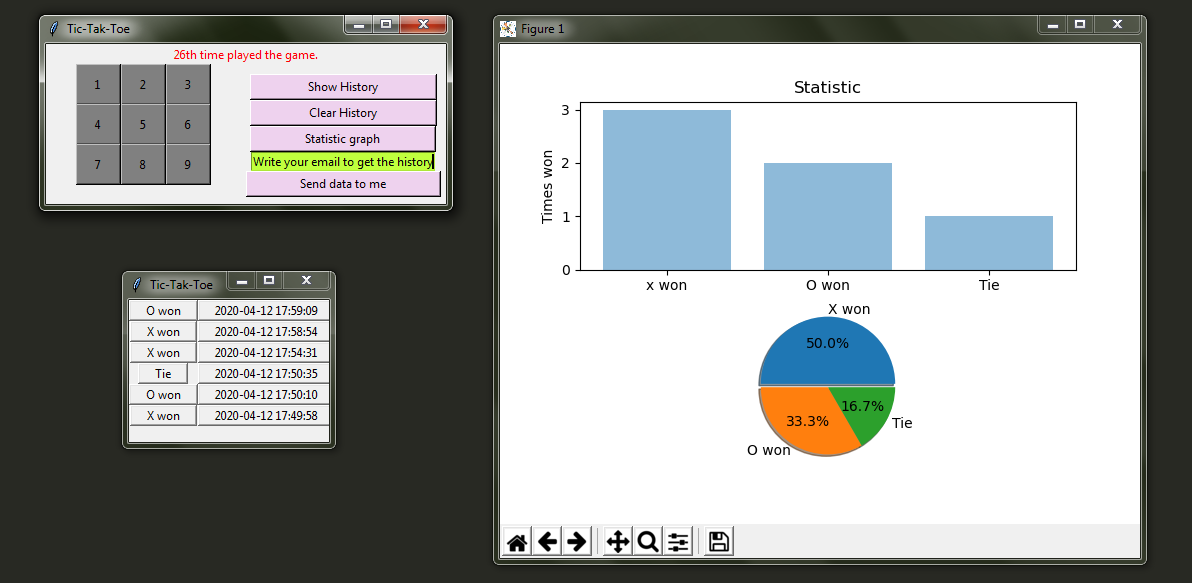 Tic-Tak-Toe
26th time played the game.
1 2 3
4 5 6
7 8 9
Show History
Clear History
Statistic graph
Write your email to get the history
Send data to me
Tic-Tak-Toe
O won 2020-04-12 17:59:09
X won 2020-04-12 17:58:54
X won 2020-04-12 17:54:31
Tie 2020-04-12 17:50:35
O won 2020-04-12 17:50:10
X won 2020-04-12 17:49:58
Figure 1
Statistic
Times won
3
2
1
0
x won O won Tie
X won
50.0%
16.7%
33.3%
Tie
O won